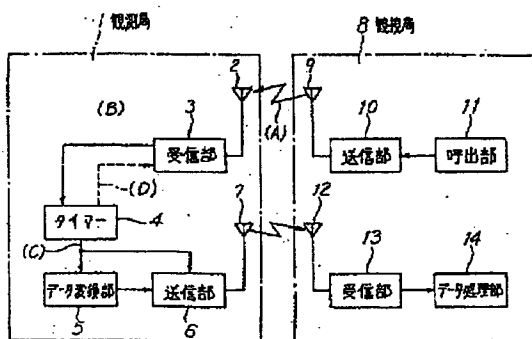 1 観測局
8 監視局
2
9
(A)
(B)
3
受信部
10
送信部
11
呼出部
(D)
タイマー
4
(C)
7
12
データ変換部
5
送信部
6
13
受信部
14
データ処理部